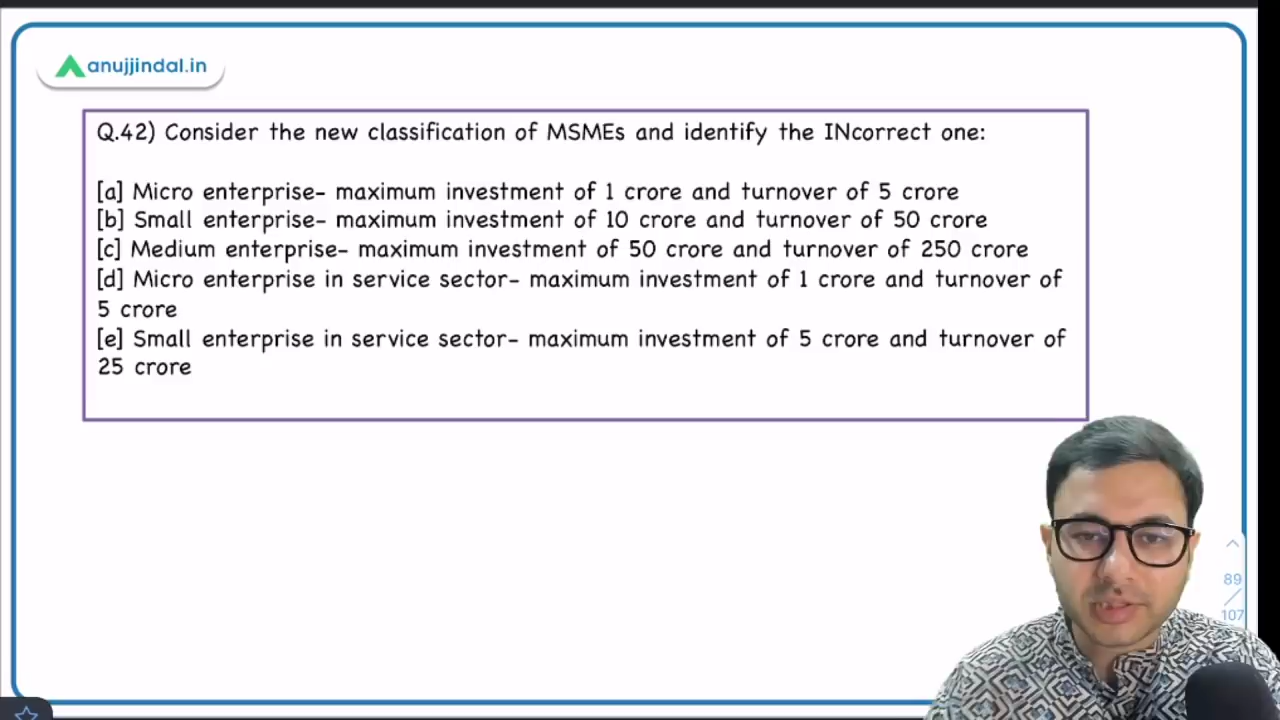 anujjindal.in
Q.42) Consider the new classification of MSMEs and identify the INcorrect one:
[a] Micro enterprise- maximum investment of 1 crore and turnover of 5 crore
[b] Small enterprise- maximum investment of 10 crore and turnover of 50 crore
[c] Medium enterprise- maximum investment of 50 crore and turnover of 250 crore
[d] Micro enterprise in service sector- maximum investment of 1 crore and turnover of
5 crore
[e] Small enterprise in service sector- maximum investment of 5 crore and turnover of
25 crore
89
107